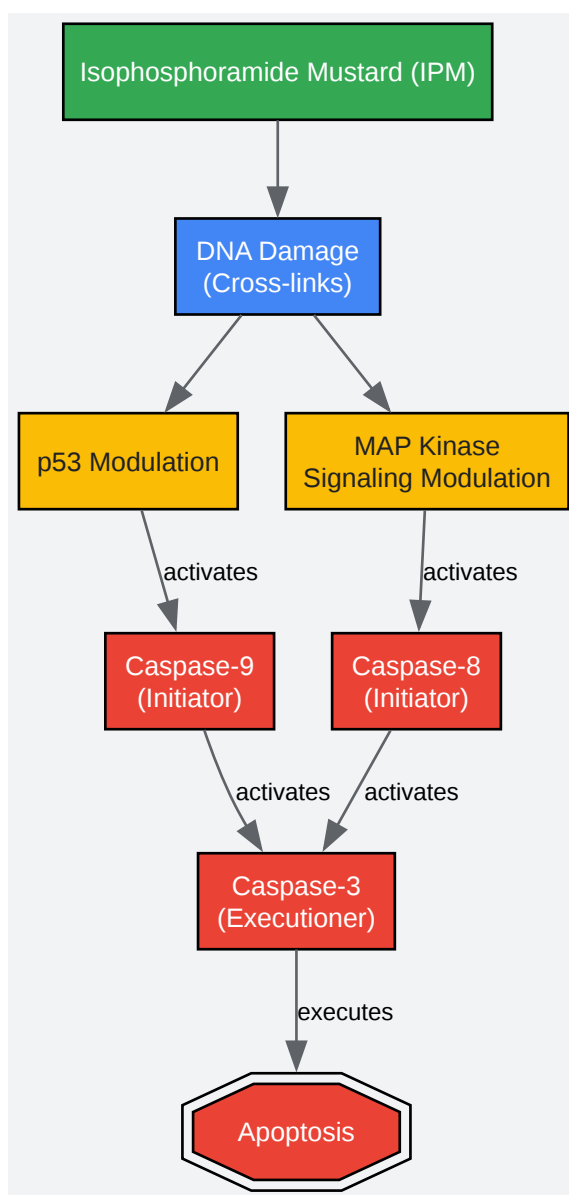 Isophosphoramide Mustard (IPM)
DNA Damage
(Cross-links)
p53 Modulation
MAP Kinase
Signaling Modulation
activates
activates
Caspase-9
(Initiator)
Caspase-8
(Initiator)
activates
activates
Caspase-3
(Executioner)
executes
Apoptosis